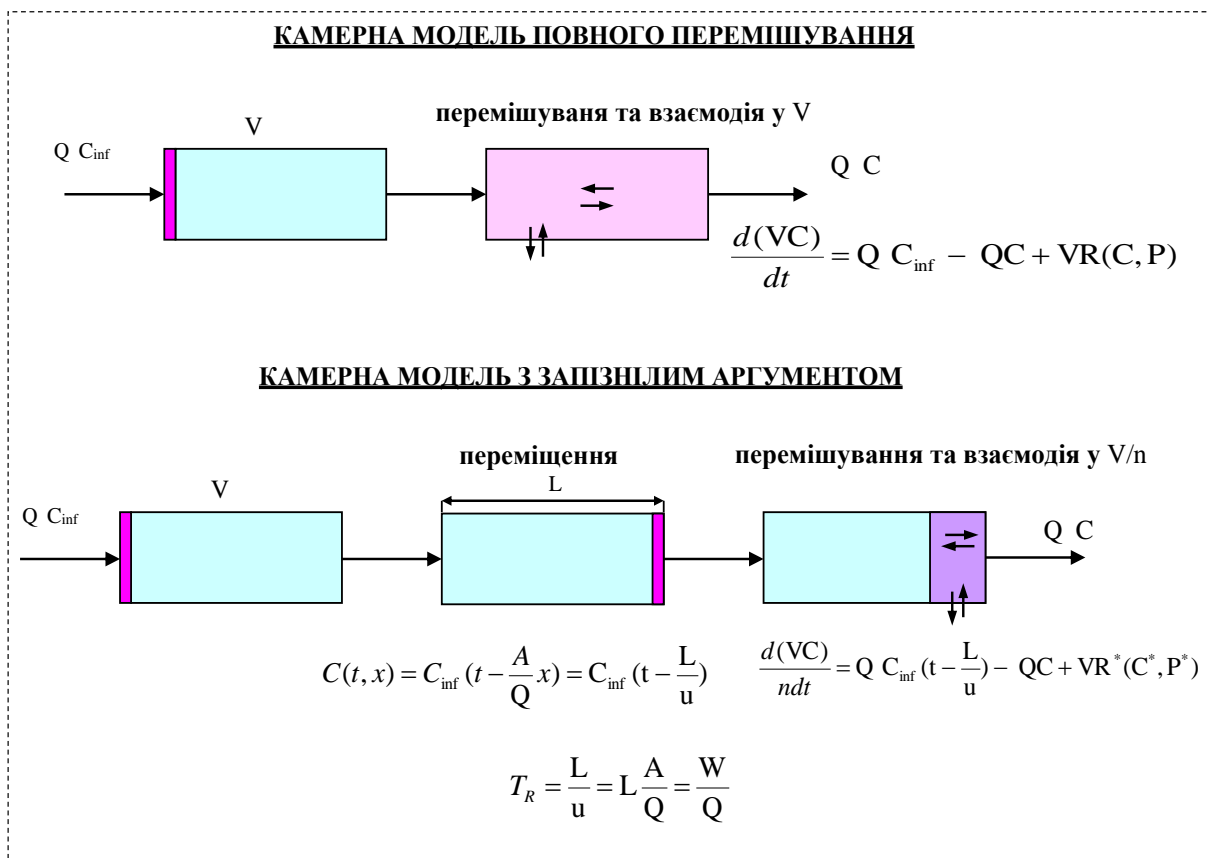 КАМЕРНА МОДЕЛЬ ПОВНОГО ПЕРЕМІШУВАННЯ
перемішуваня та взаємодія у V
V
Q C_inf
Q C
d(VC)/dt = Q C_inf − QC + VR(C, P)
КАМЕРНА МОДЕЛЬ З ЗАПІЗНІЛИМ АРГУМЕНТОМ
переміщення
перемішування та взаємодія у V/n
V
L
Q C_inf
Q C
C(t, x) = C_inf (t − A/Q x) = C_inf (t − L/u)
d(VC)/ndt = Q C_inf (t − L/u) − QC + VR*(C*, P*)
T_R = L/u = L A/Q = W/Q